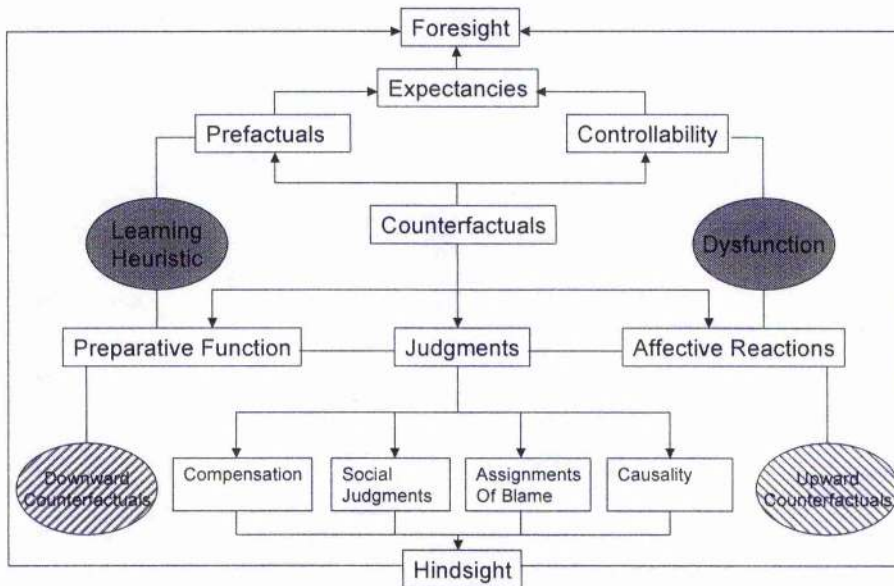 Foresight
Expectancies
Prefactuals
Controllability
Counterfactuals
Learning
Heuristic
Dysfunction
Preparative Function
Judgments
Affective Reactions
Downward
Counterfactuals
Compensation
Social
Judgments
Assignments
Of Blame
Causality
Upward
Counterfactuals
Hindsight